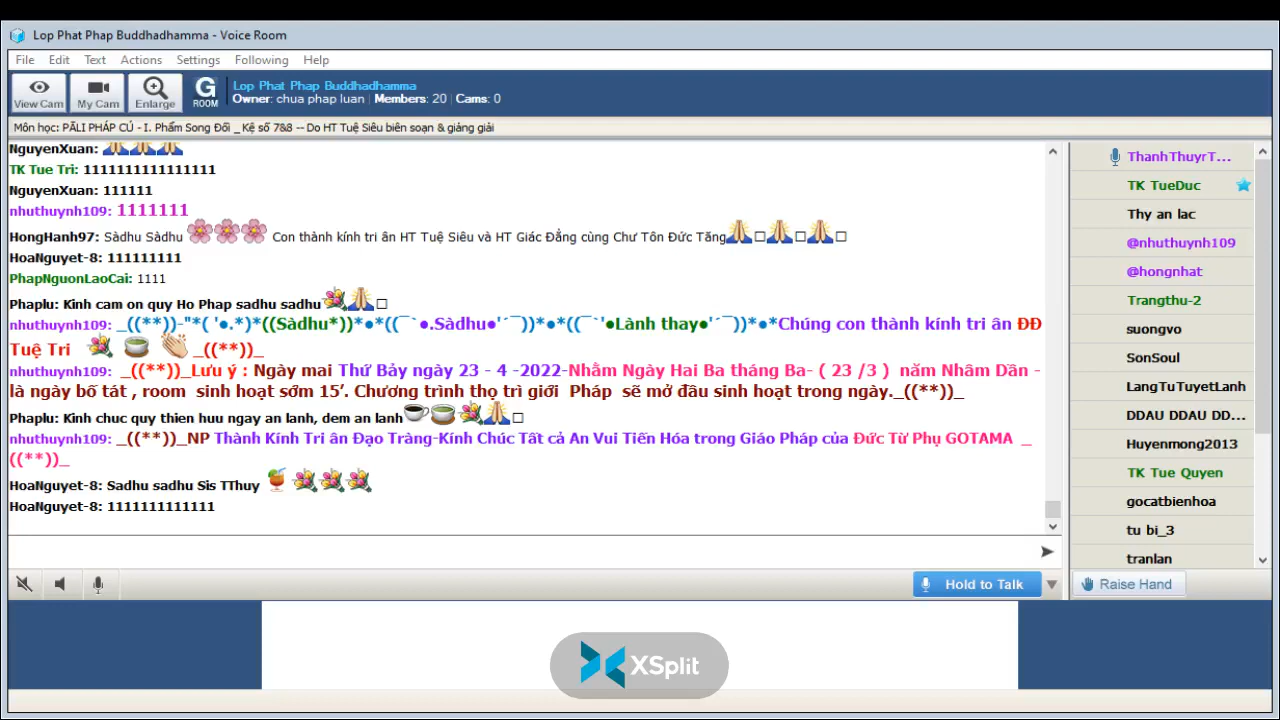 Lop Phat Phap Buddhadhamma - Voice Room
File Edit Text Actions Settings Following Help
View Cam My Cam Enlarge G ROOM
Lop Phat Phap Buddhadhamma
Owner: chua phap luan | Members: 20 | Cams: 0
Môn học: PĀLI PHÁP CÚ - I. Phẩm Song Đối _ Kệ số 7&8 -- Do HT Tuệ Siêu biên soạn & giảng giải
NguyenXuan: 🙏🙏🙏
TK Tue Tri: 1111111111111111
NguyenXuan: 111111
nhuthuynh109: 1111111
HongHanh97: Sàdhu Sàdhu 🌸🌸🌸 Con thành kính tri ân HT Tuệ Siêu và HT Giác Đẳng cùng Chư Tôn Đức Tăng🙏□🙏□🙏□
HoaNguyet-8: 111111111
PhapNguonLaoCai: 1111
Phaplu: Kinh cam on quy Ho Phap sadhu sadhu💐🙏□
nhuthuynh109: _((**))-"*( '●.*)*((Sàdhu*))*●*((¯`●.Sàdhu●'´¯))*●*((¯`'●Lành thay●'´¯))*●*Chúng con thành kính tri ân ĐĐ
Tuệ Tri 💐 🍵 👏 _((**))_
nhuthuynh109: _((**))_Lưu ý : Ngày mai Thứ Bảy ngày 23 - 4 -2022-Nhằm Ngày Hai Ba tháng Ba- ( 23 /3 ) năm Nhâm Dần -
là ngày bố tát , room sinh hoạt sớm 15’. Chương trình thọ trì giới Pháp sẽ mở đầu sinh hoạt trong ngày._((**))_
Phaplu: Kinh chuc quy thien huu ngay an lanh, dem an lanh☕🍵💐🙏□
nhuthuynh109: _((**))_NP Thành Kính Tri ân Đạo Tràng-Kính Chúc Tất cả An Vui Tiến Hóa trong Giáo Pháp của Đức Từ Phụ GOTAMA _
((**))_
HoaNguyet-8: Sadhu sadhu Sis TThuy 🍹💐💐💐
HoaNguyet-8: 1111111111111
Hold to Talk
ThanhThuyrT...
TK TueDuc
Thy an lac
@nhuthuynh109
@hongnhat
Trangthu-2
suongvo
SonSoul
LangTuTuyetLanh
DDAU DDAU DD...
Huyenmong2013
TK Tue Quyen
gocatbienhoa
tu bi_3
tranlan
Raise Hand
XSplit